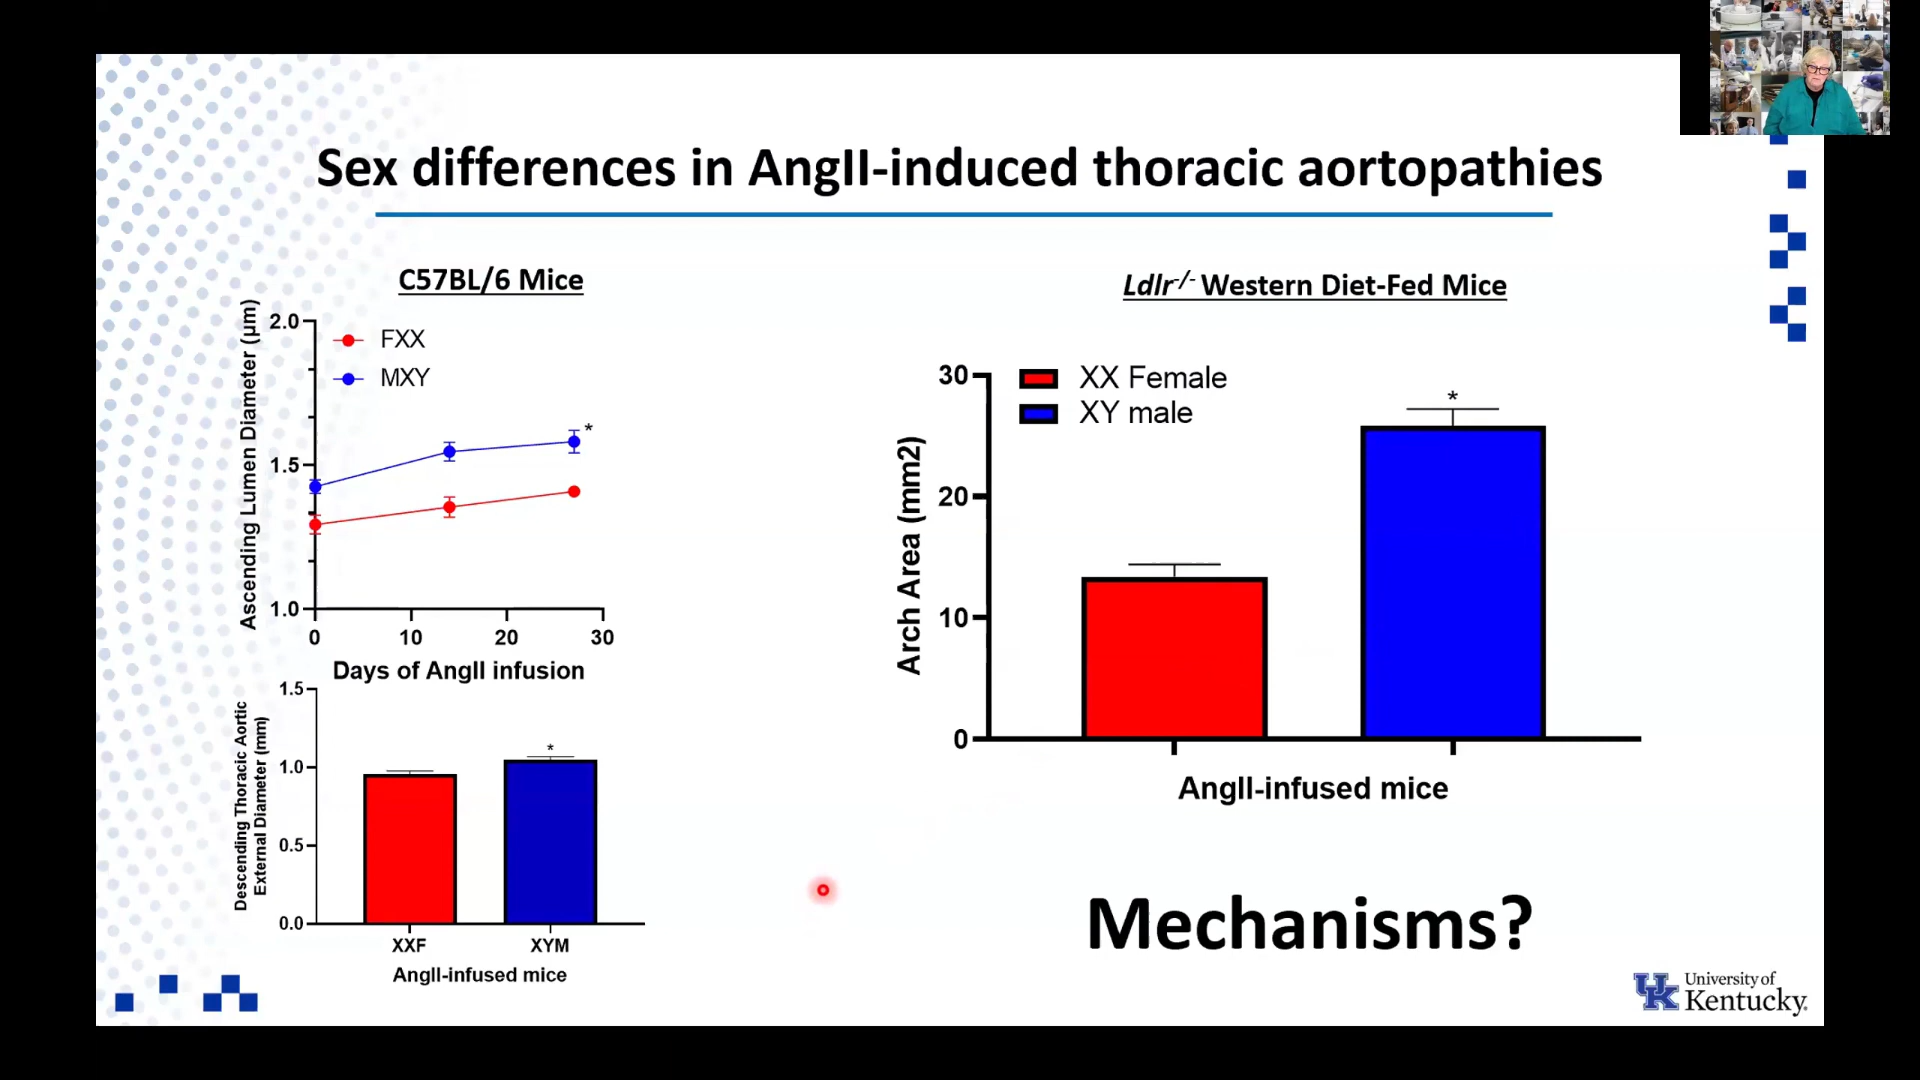 Sex differences in AngII-induced thoracic aortopathies
C57BL/6 Mice
Ascending Lumen Diameter (μm)
2.0
1.5
1.0
FXX
MXY
*
0 10 20 30
Days of AngII infusion
Descending Thoracic Aortic
External Diameter (mm)
1.5
1.0
0.5
0.0
*
XXF XYM
AngII-infused mice
Ldlr-/- Western Diet-Fed Mice
Arch Area (mm2)
30
20
10
0
XX Female
XY male
*
AngII-infused mice
Mechanisms?
UK
University of
Kentucky